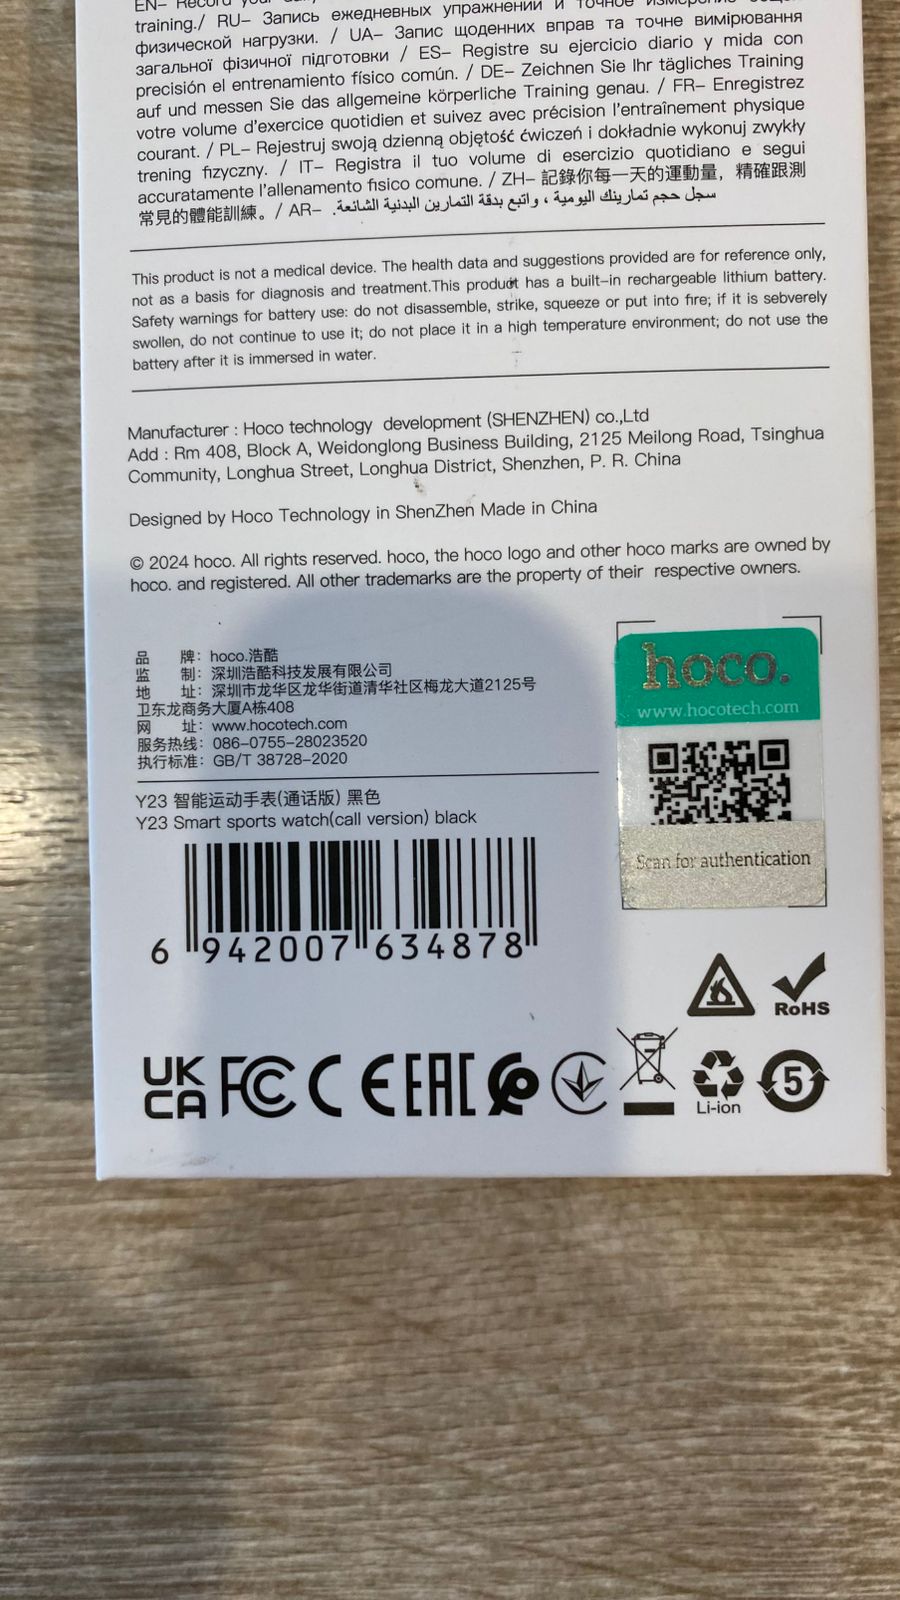 EN- Record your
training./ RU- Запись ежедневных упражнений и точное измерение
физической нагрузки. / UA- Запис щоденних вправ та точне вимірювання
загальної фізичної підготовки / ES- Registre su ejercicio diario y mida con
precisión el entrenamiento físico común. / DE- Zeichnen Sie Ihr tägliches Training
auf und messen Sie das allgemeine körperliche Training genau. / FR- Enregistrez
votre volume d'exercice quotidien et suivez avec précision l'entraînement physique
courant. / PL- Rejestruj swoją dzienną objętość ćwiczeń i dokładnie wykonuj zwykły
trening fizyczny. / IT- Registra il tuo volume di esercizio quotidiano e segui
accuratamente l'allenamento fisico comune. / ZH- 記錄你每一天的運動量，精確跟測
常見的體能訓練。/ AR- سجل حجم تمارينك اليومية ، واتبع بدقة التمارين البدنية الشائعة.
This product is not a medical device. The health data and suggestions provided are for reference only,
not as a basis for diagnosis and treatment.This product has a built-in rechargeable lithium battery.
Safety warnings for battery use: do not disassemble, strike, squeeze or put into fire; if it is sebverely
swollen, do not continue to use it; do not place it in a high temperature environment; do not use the
battery after it is immersed in water.
Manufacturer : Hoco technology development (SHENZHEN) co.,Ltd
Add : Rm 408, Block A, Weidonglong Business Building, 2125 Meilong Road, Tsinghua
Community, Longhua Street, Longhua District, Shenzhen, P. R. China
Designed by Hoco Technology in ShenZhen Made in China
© 2024 hoco. All rights reserved. hoco, the hoco logo and other hoco marks are owned by
hoco. and registered. All other trademarks are the property of their respective owners.
品 牌：hoco.浩酷
监 制：深圳浩酷科技发展有限公司
地 址：深圳市龙华区龙华街道清华社区梅龙大道2125号
卫东龙商务大厦A栋408
网 址：www.hocotech.com
服务热线：086-0755-28023520
执行标准：GB/T 38728-2020
hoco.
www.hocotech.com
Scan for authentication
Y23 智能运动手表(通话版) 黑色
Y23 Smart sports watch(call version) black
6 942007 634878
RoHS
UK
CA FC CE EAC
Li-ion
5